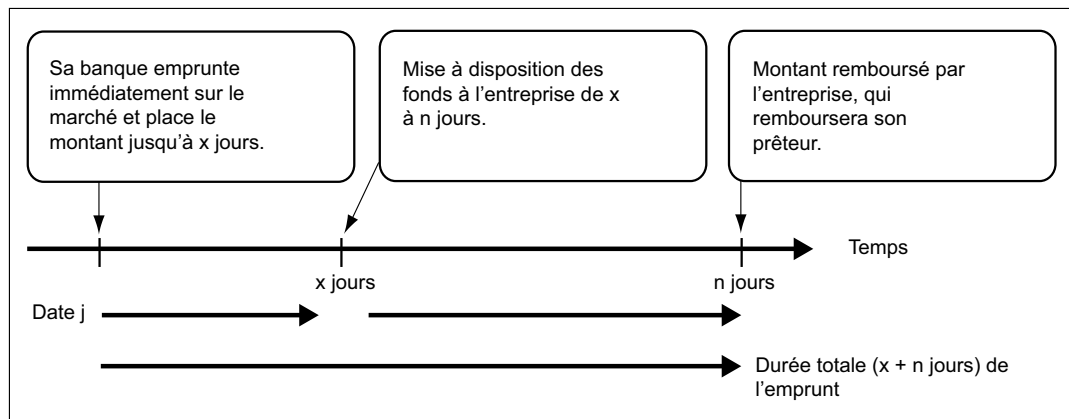 Sa banque emprunte
immédiatement sur le
marché et place le
montant jusqu’à x jours.
Mise à disposition des
fonds à l’entreprise de x
à n jours.
Montant remboursé par
l’entreprise, qui
remboursera son
prêteur.
Temps
x jours
n jours
Date j
Durée totale (x + n jours) de
l’emprunt